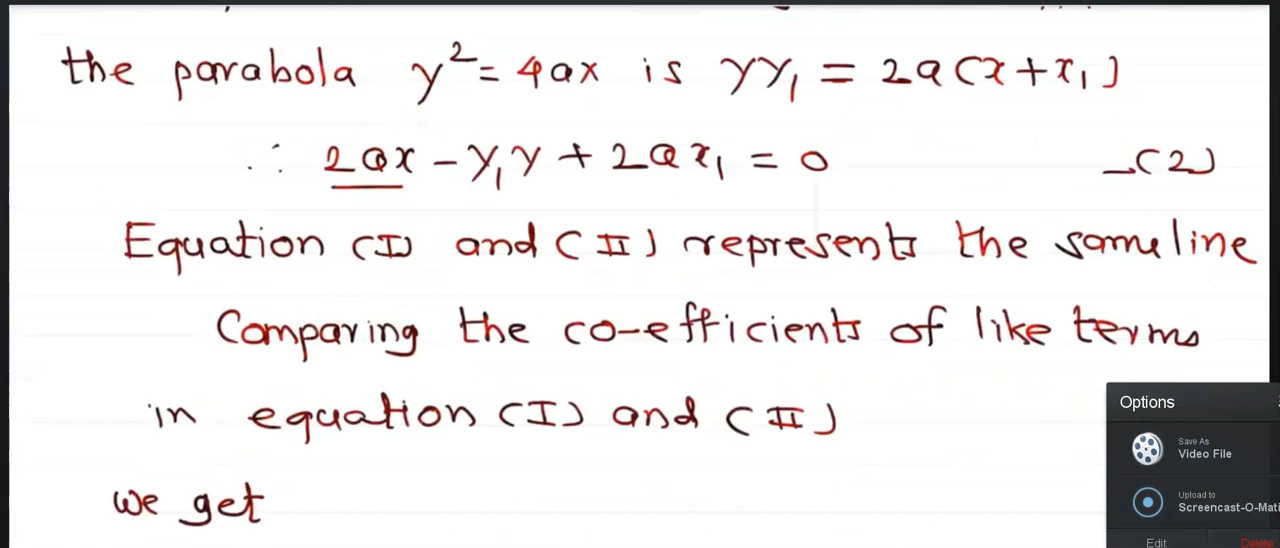 the parabola y² = 4ax is yy₁ = 2a(x+x₁)
∴ 2ax - y₁y + 2ax₁ = 0 _(2)
Equation (I) and (II) represents the same line
Comparing the co-efficients of like terms
in equation (I) and (II)
we get
Options
Save As
Video File
Upload to
Screencast-O-Mati
Edit Delete